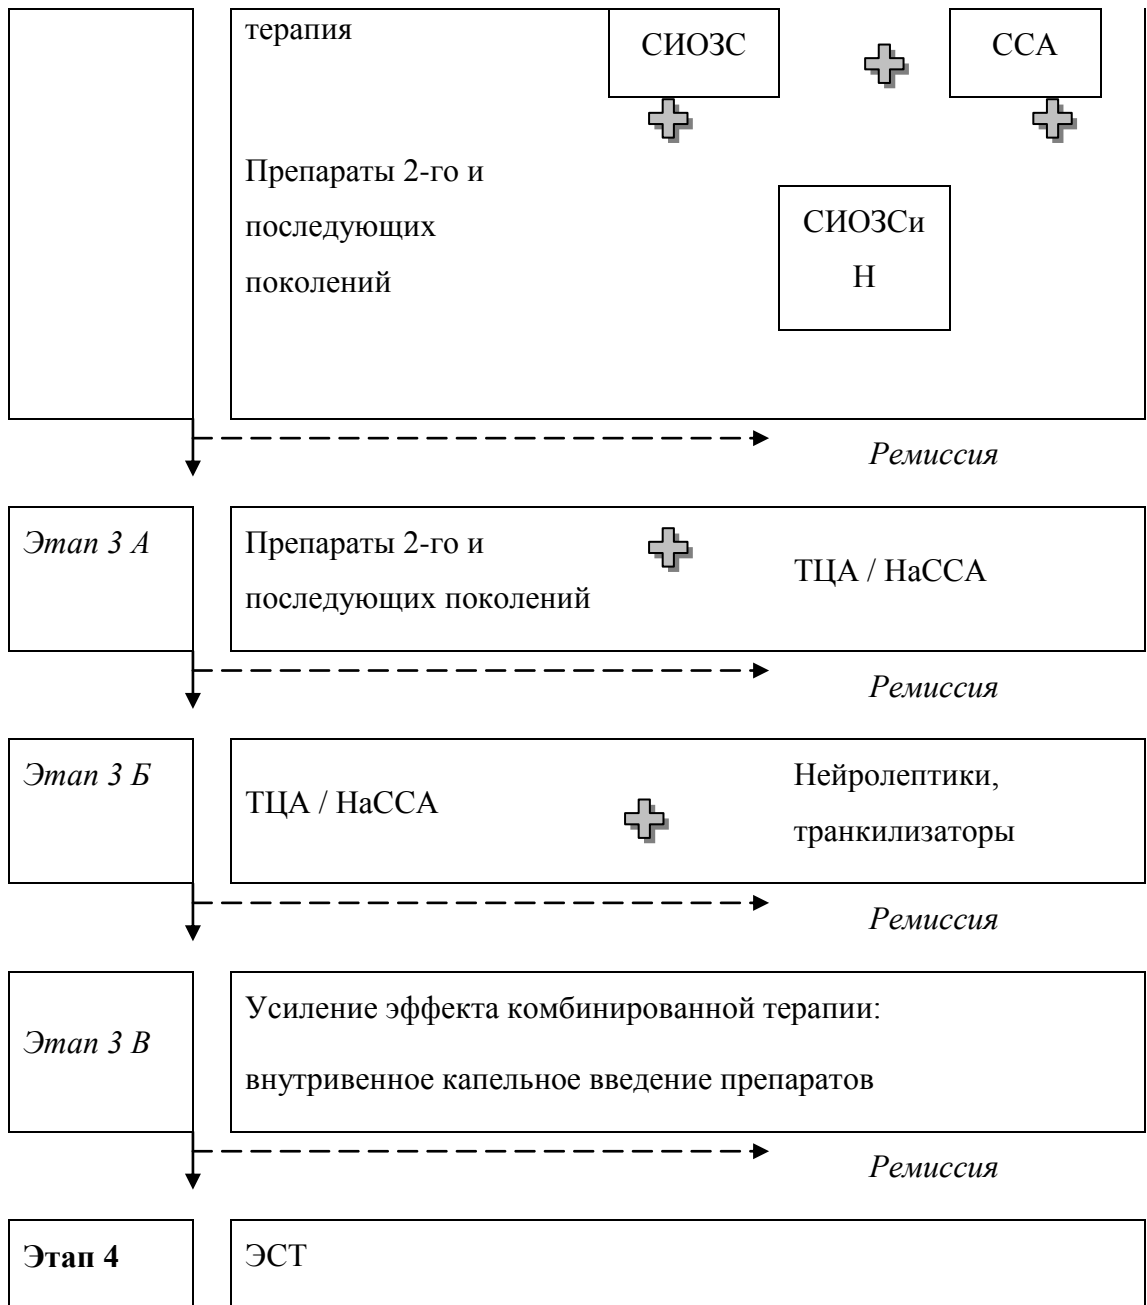 терапия
СИОЗС
ССА
Препараты 2-го и
последующих
поколений
СИОЗСи
Н
Ремиссия
Этап 3 А
Препараты 2-го и
последующих поколений
ТЦА / НаССА
Ремиссия
Этап 3 Б
ТЦА / НаССА
Нейролептики,
транкилизаторы
Ремиссия
Этап 3 В
Усиление эффекта комбинированной терапии:
внутривенное капельное введение препаратов
Ремиссия
Этап 4
ЭСТ